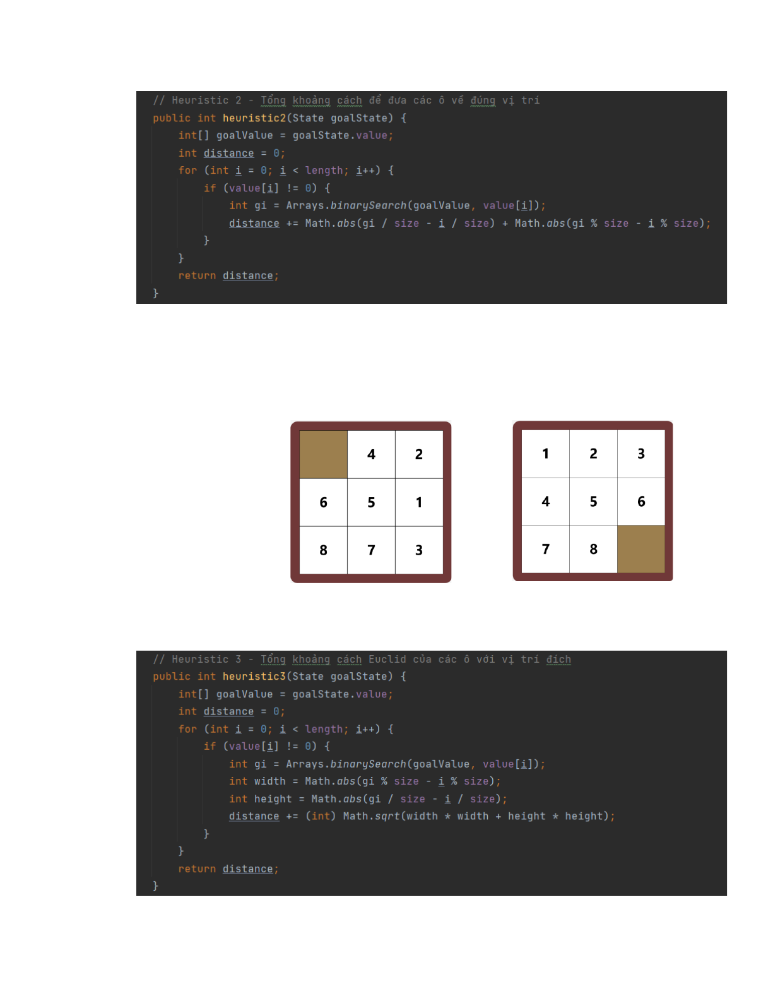 // Heuristic 2 - Tổng khoảng cách để đưa các ô về đúng vị trí
public int heuristic2(State goalState) {
int[] goalValue = goalState.value;
int distance = 0;
for (int i = 0; i < length; i++) {
if (value[i] != 0) {
int gi = Arrays.binarySearch(goalValue, value[i]);
distance += Math.abs(gi / size - i / size) + Math.abs(gi % size - i % size);
}
}
return distance;
}
4 2
6 5 1
8 7 3
1 2 3
4 5 6
7 8
// Heuristic 3 - Tổng khoảng cách Euclid của các ô với vị trí đích
public int heuristic3(State goalState) {
int[] goalValue = goalState.value;
int distance = 0;
for (int i = 0; i < length; i++) {
if (value[i] != 0) {
int gi = Arrays.binarySearch(goalValue, value[i]);
int width = Math.abs(gi % size - i % size);
int height = Math.abs(gi / size - i / size);
distance += (int) Math.sqrt(width * width + height * height);
}
}
return distance;
}